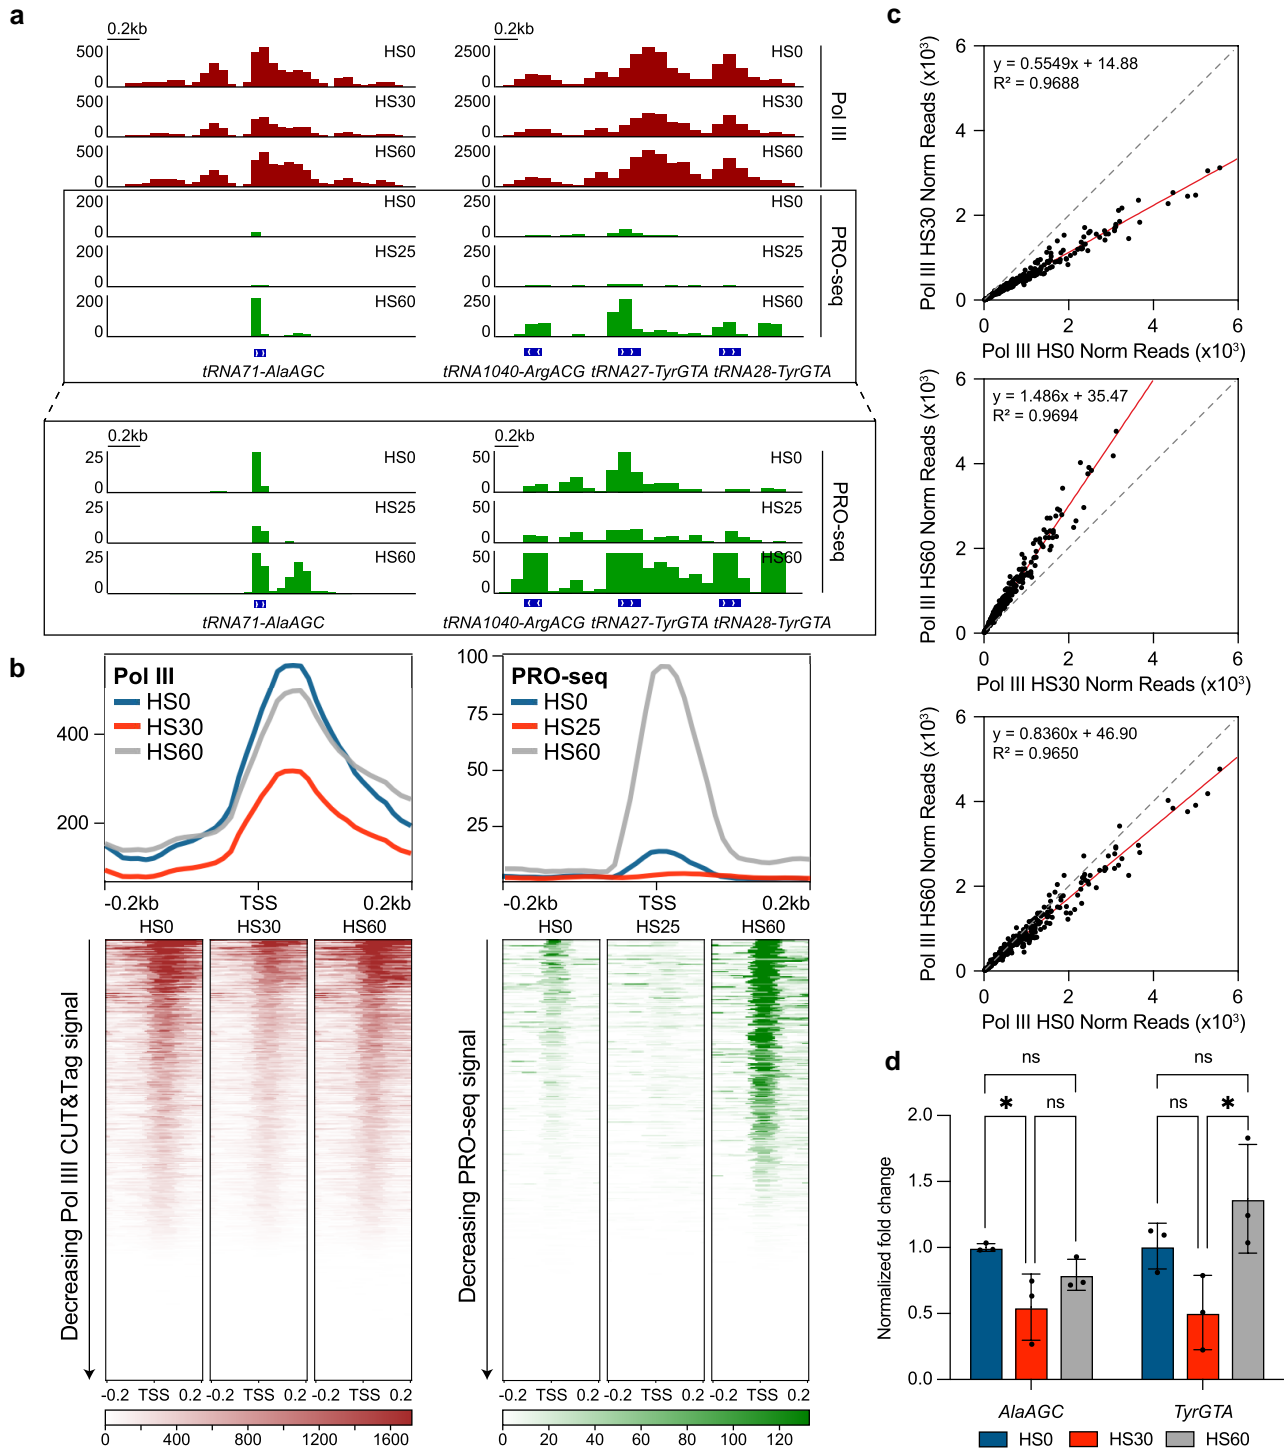 a
0.2kb
0.2kb
500
0
HS0
2500
0
HS0
500
0
HS30
2500
0
HS30
500
0
HS60
2500
0
HS60
Pol III
200
0
HS0
200
0
HS0
200
0
HS25
200
0
HS25
200
0
HS60
200
0
HS60
PRO-seq
tRNA71-AlaAGC
tRNA1040-ArgACG tRNA27-TyrGTA tRNA28-TyrGTA
0.2kb
0.2kb
25
0
HS0
50
0
HS0
25
0
HS25
50
0
HS25
25
0
HS60
50
0
HS60
PRO-seq
tRNA71-AlaAGC
tRNA1040-ArgACG tRNA27-TyrGTA tRNA28-TyrGTA
b
Pol III
HS0
HS30
HS60
400
200
-0.2kb TSS 0.2kb
PRO-seq
HS0
HS25
HS60
100
75
50
25
-0.2kb TSS 0.2kb
HS0 HS30 HS60
Decreasing Pol IIII CUT&Tag signal
-0.2 TSS 0.2 -0.2 TSS 0.2 -0.2 TSS 0.2
0 400 800 1200 1600
HS0 HS25 HS60
Decreasing PRO-seq signal
-0.2 TSS 0.2 -0.2 TSS 0.2 -0.2 TSS 0.2
0 20 40 60 80 100 120
c
y = 0.5549x + 14.88
R² = 0.9688
Pol III HS30 Norm Reads (x10³)
6
4
2
0
0 2 4 6
Pol III HS0 Norm Reads (x10³)
y = 1.486x + 35.47
R² = 0.9694
Pol III HS60 Norm Reads (x10³)
6
4
2
0
0 2 4 6
Pol III HS30 Norm Reads (x10³)
y = 0.8360x + 46.90
R² = 0.9650
Pol III HS60 Norm Reads (x10³)
6
4
2
0
0 2 4 6
Pol III HS0 Norm Reads (x10³)
d
ns ns
* ns ns *
Normalized fold change
2.0
1.5
1.0
0.5
0.0
AlaAGC TyrGTA
HS0 HS30 HS60